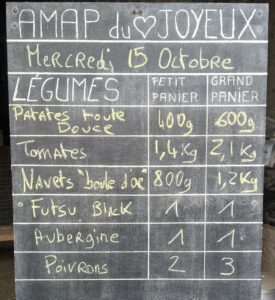 AMAP du ♡ JOYEUX
MERCREDI 15 OCTOBRE
LÉGUMES PETIT PANIER GRAND PANIER
PATATES toute DOUCE 400g 600g
TOMATES 1,4Kg 2,1Kg
NAVETS "boule d'or" 800g 1,2Kg
FUTSU BLACK 1 1
AUBERGINE 1 1
POIVRONS 2 3